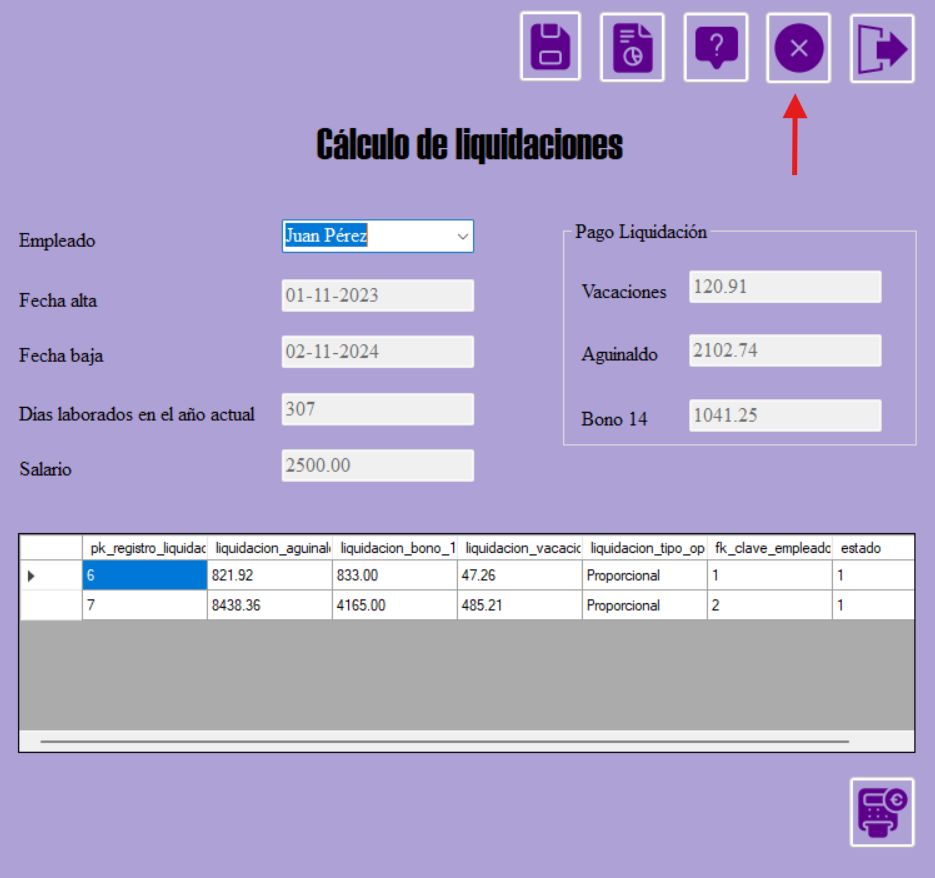 ?
Cálculo de liquidaciones
Empleado
Juan Pérez
Fecha alta
01-11-2023
Fecha baja
02-11-2024
Días laborados en el año actual
307
Salario
2500.00
Pago Liquidación
Vacaciones
120.91
Aguinaldo
2102.74
Bono 14
1041.25
pk_registro_liquidac liquidacion_aguinal liquidacion_bono_1 liquidacion_vacacic liquidacion_tipo_op fk_clave_empleado estado
6 821.92 833.00 47.26 Proporcional 1 1
7 8438.36 4165.00 485.21 Proporcional 2 1